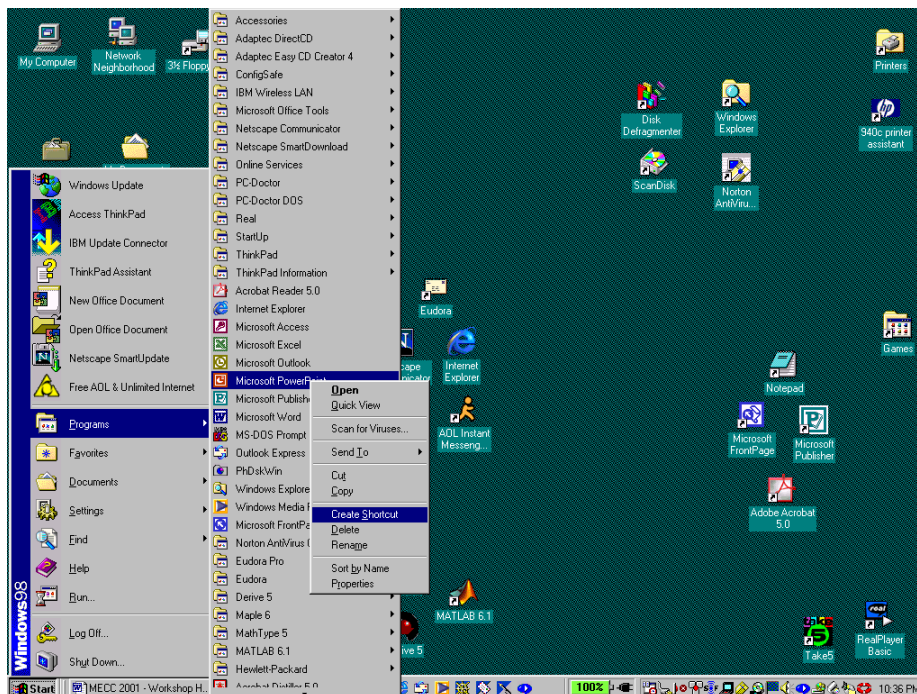 My Computer
Network
Neighborhood
3½ Floppy
Windows Update
Access ThinkPad
IBM Update Connector
ThinkPad Assistant
New Office Document
Open Office Document
Netscape SmartUpdate
Free AOL & Unlimited Internet
Programs
Favorites
Documents
Settings
Find
Help
Run...
Log Off...
Shut Down...
Windows98
Accessories
Adaptec DirectCD
Adaptec Easy CD Creator 4
ConfigSafe
IBM Wireless LAN
Microsoft Office Tools
Netscape Communicator
Netscape SmartDownload
Online Services
PC-Doctor
PC-Doctor DOS
Real
StartUp
ThinkPad
ThinkPad Information
Acrobat Reader 5.0
Internet Explorer
Microsoft Access
Microsoft Excel
Microsoft Outlook
Microsoft PowerPoint
Microsoft Publishe
Microsoft Word
MS-DOS Prompt
Outlook Express
PhDskWin
Windows Explore
Windows Media
Microsoft FrontPa
Norton AntiVirus
Eudora Pro
Eudora
Derive 5
Maple 6
MathType 5
MATLAB 6.1
Hewlett-Packard
Acrobat Distiller 5.0
Open
Quick View
Scan for Viruses...
Send To
Cut
Copy
Create Shortcut
Delete
Rename
Sort by Name
Properties
Eudora
Internet
Explorer
AOL Instant
Messeng...
MATLAB 6.1
ive 5
Disk
Defragmenter
Windows
Explorer
ScanDisk
Norton
AntiViru...
Printers
940c printer
assistant
Games
Notepad
Microsoft
FrontPage
Microsoft
Publisher
Adobe Acrobat
5.0
Take5
real
RealPlayer
Basic
Start
MECC 2001 - Workshop H..
100%
10:36 PM